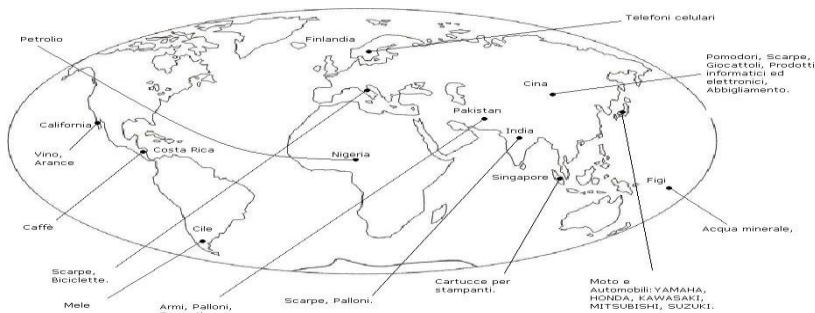 Telefoni celulari
Petrolio
Finlandia
Pomodori, Scarpe,
Giocattoli, Prodotti
informatici ed
elettronici,
Abbigliamento.
Cina
Pakistan
California
India
Vino,
Arance
Costa Rica
Nigeria
Singapore
Figi
Caffè
Cile
Acqua minerale,
Scarpe,
Biciclette.
Mele
Armi, Palloni,
Scarpe, Palloni.
Cartucce per
stampanti.
Moto e
Automobili: YAMAHA,
HONDA, KAWASAKI,
MITSUBISHI, SUZUKI.